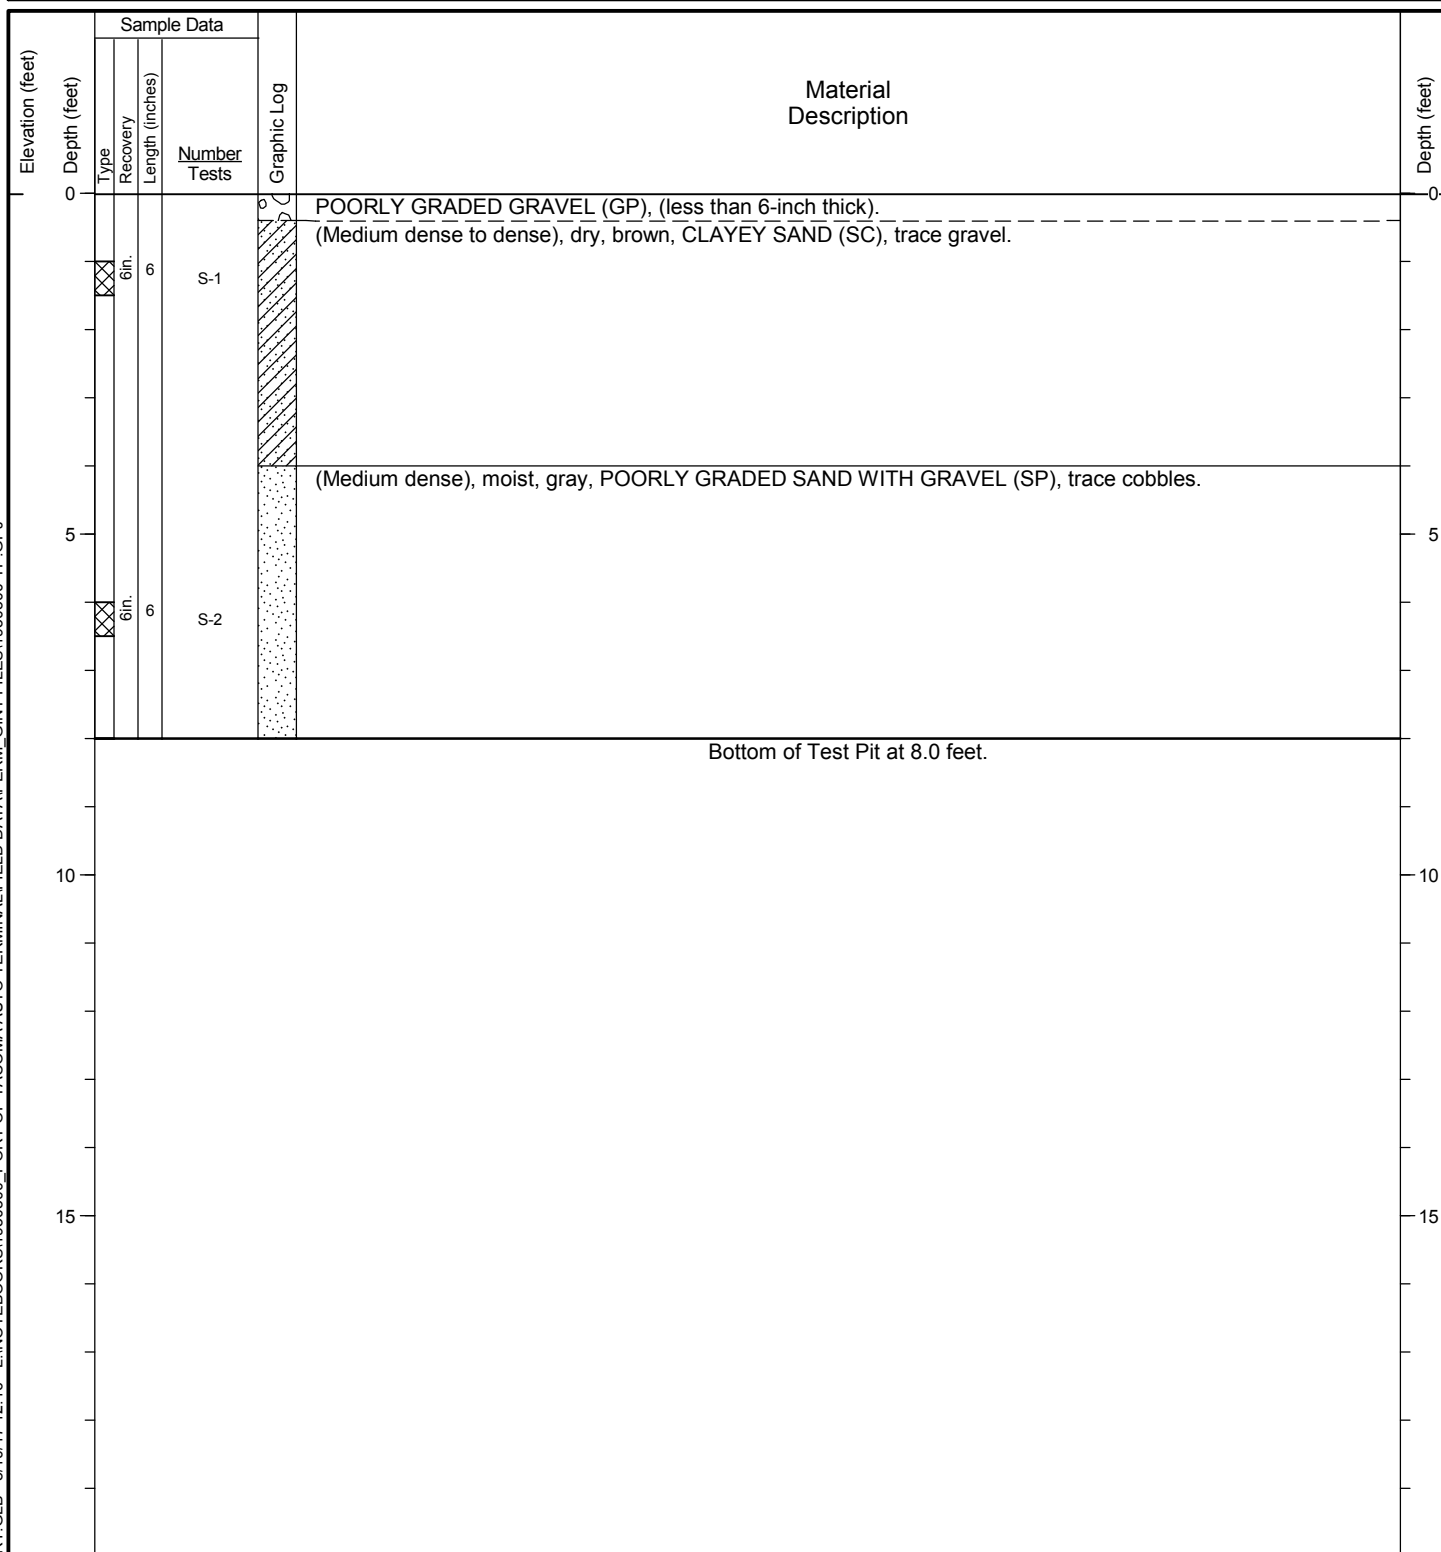 Sample Data
Elevation (feet)
Depth (feet)
Type
Recovery
Length (inches)
Number
Tests
Graphic Log
Material
Description
Depth (feet)
0
0
POORLY GRADED GRAVEL (GP), (less than 6-inch thick).
(Medium dense to dense), dry, brown, CLAYEY SAND (SC), trace gravel.
6in.
6
S-1
(Medium dense), moist, gray, POORLY GRADED SAND WITH GRAVEL (SP), trace cobbles.
5
5
6in.
6
S-2
Bottom of Test Pit at 8.0 feet.
10
10
15
15